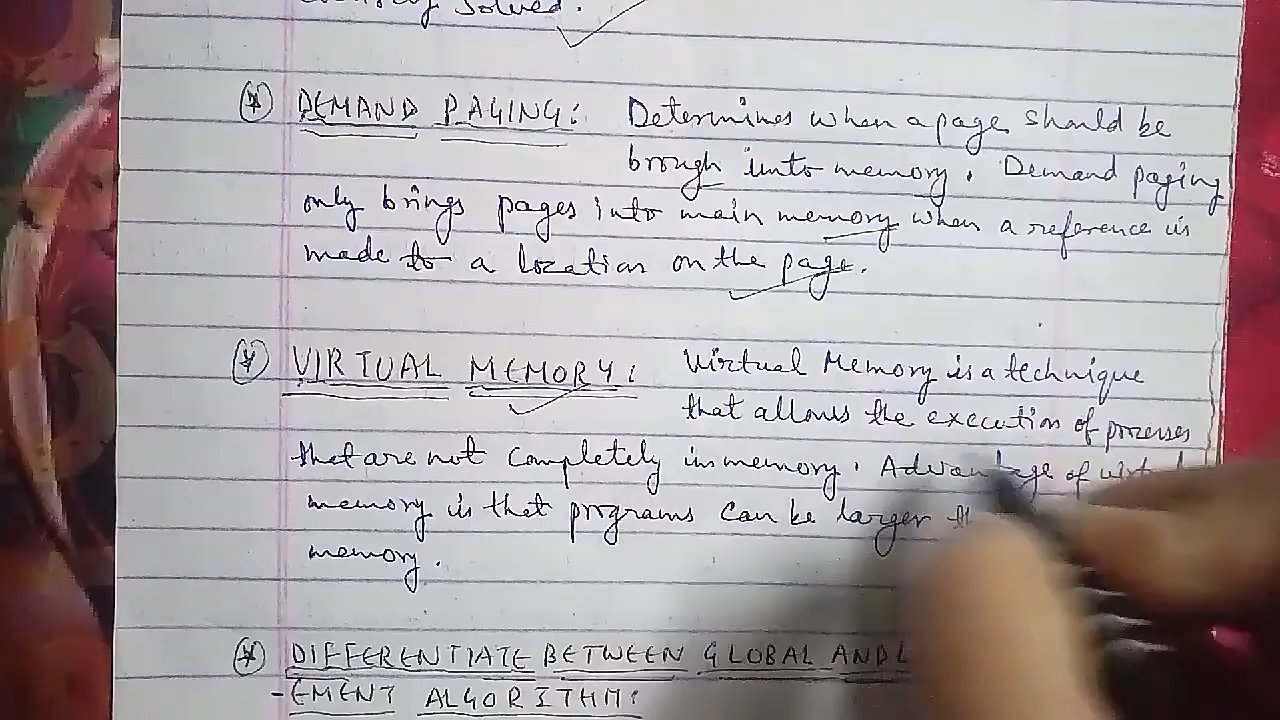 solved.
⊛ DEMAND PAGING: Determines when a page should be
brough into memory. Demand paging
only brings pages into main memory when a reference is
made to a location on the page.
⊛ VIRTUAL MEMORY: Virtual Memory is a technique
that allows the execution of processes
that are not completely in memory. Advantage of
memory is that programs can be larger
memory.
⊛ DIFFERENTIATE BETWEEN GLOBAL AND L
-EMENT ALGORITHM: